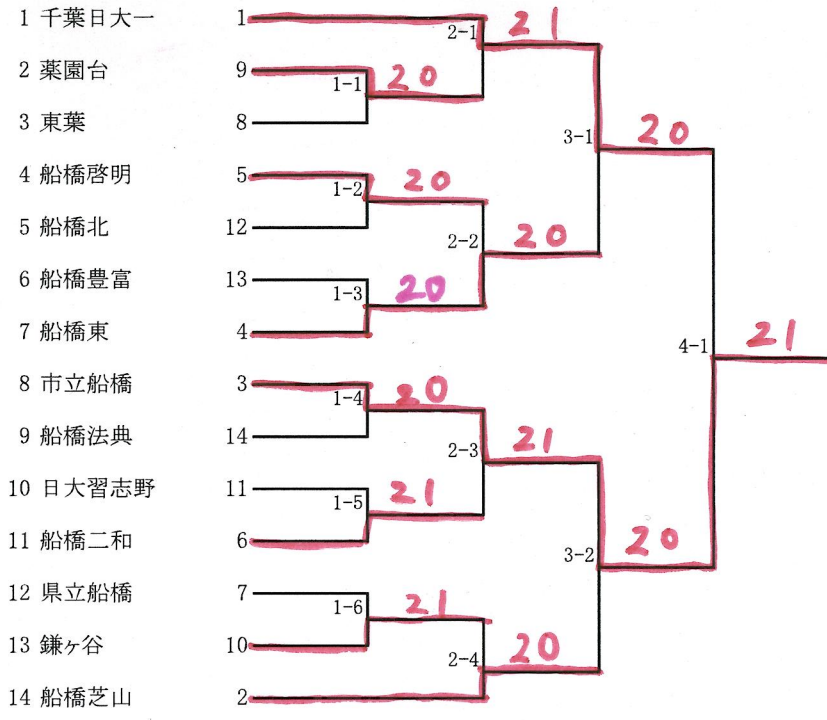 1 千葉日大一 1
2-1 21
2 薬園台 9
1-1 20
3 東葉 8
3-1 20
4 船橋啓明 5
1-2 20
5 船橋北 12
2-2 20
6 船橋豊富 13
1-3 20
7 船橋東 4
4-1 21
8 市立船橋 3
1-4 20
9 船橋法典 14
2-3 21
10 日大習志野 11
1-5 21
11 船橋二和 6
3-2 20
12 県立船橋 7
1-6 21
13 鎌ヶ谷 10
2-4 20
14 船橋芝山 2